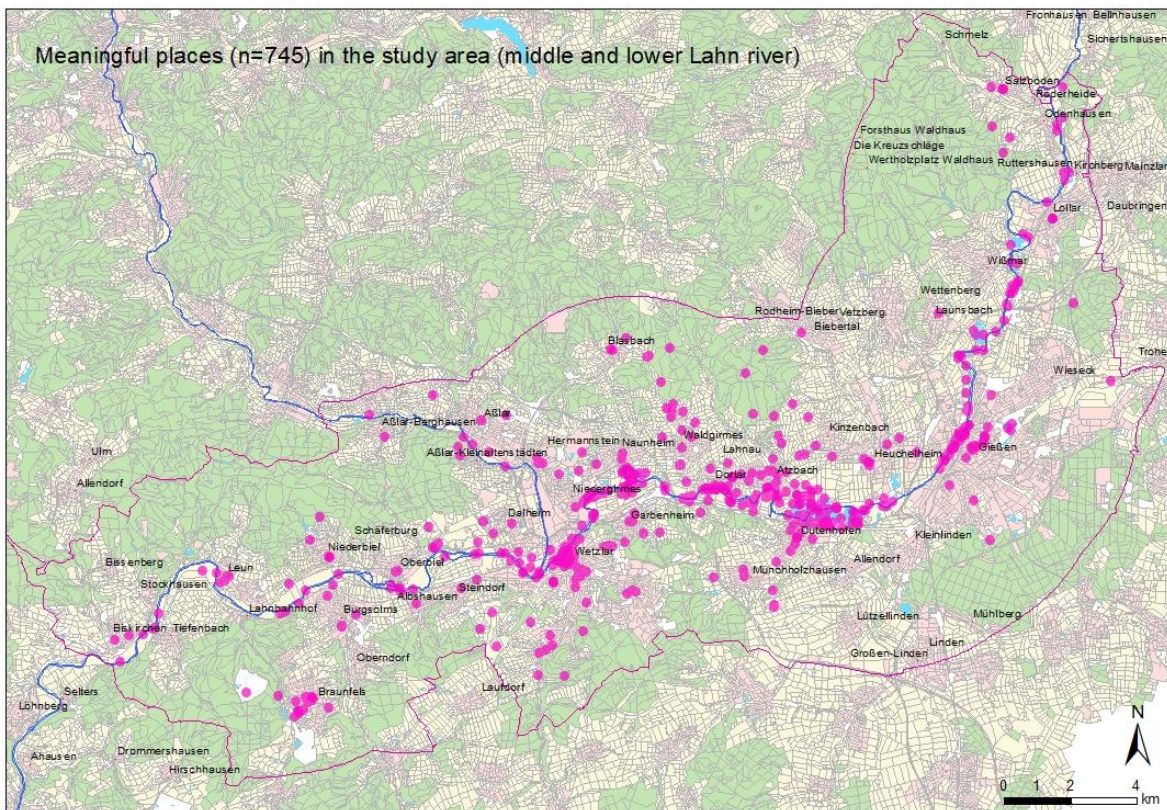 Fronhausen Bellnhausen
Schmelz
Sichertshausen
Meaningful places (n=745) in the study area (middle and lower Lahn river)
Salzböden
Röderheide
Odenhausen
Forsthaus Waldhaus
Die Kreuzschläge
Wertholzplatz Waldhaus
Ruttershausen
Kirchberg
Mainzlar
Daubringen
Lollar
Wißmar
Wettenberg
Launsbach
Rodheim-Bieber
Vetzberg
Biebertal
Blasbach
Trohe
Wieseck
Aßlar
Aßlar-Berghausen
Kinzenbach
Waldgirmes
Hermannstein
Naunheim
Lahnau
Gießen
Ulm
Aßlar-Kleinaltenstädten
Heuchelheim
Allendorf
Dorlar
Atzbach
Niedergirmes
Dalheim
Garbenheim
Schäferburg
Dutenhofen
Kleinlinden
Niederbiel
Oberbiel
Wetzlar
Bissenberg
Leun
Allendorf
Stockhausen
Münchholzhausen
Steindorf
Albshausen
Lahnbahnhof
Burgsolms
Lützellinden
Mühlberg
Biskirchen
Tiefenbach
Linden
Großen-Linden
Oberndorf
Laufdorf
Selters
Braunfels
Löhnberg
N
Drommershausen
Ahausen
Hirschhausen
0 1 2 4
km